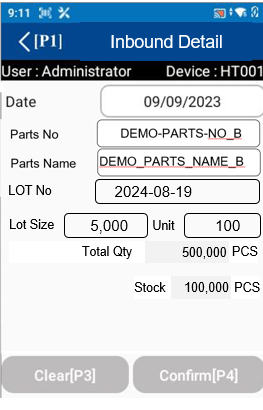 9:11
[P1] Inbound Detail
User : Administrator Device : HT001
Date 09/09/2023
Parts No DEMO-PARTS-NO_B
Parts Name DEMO_PARTS_NAME_B
LOT No 2024-08-19
Lot Size 5,000 Unit 100
Total Qty 500,000 PCS
Stock 100,000 PCS
Clear[P3] Confirm[P4]